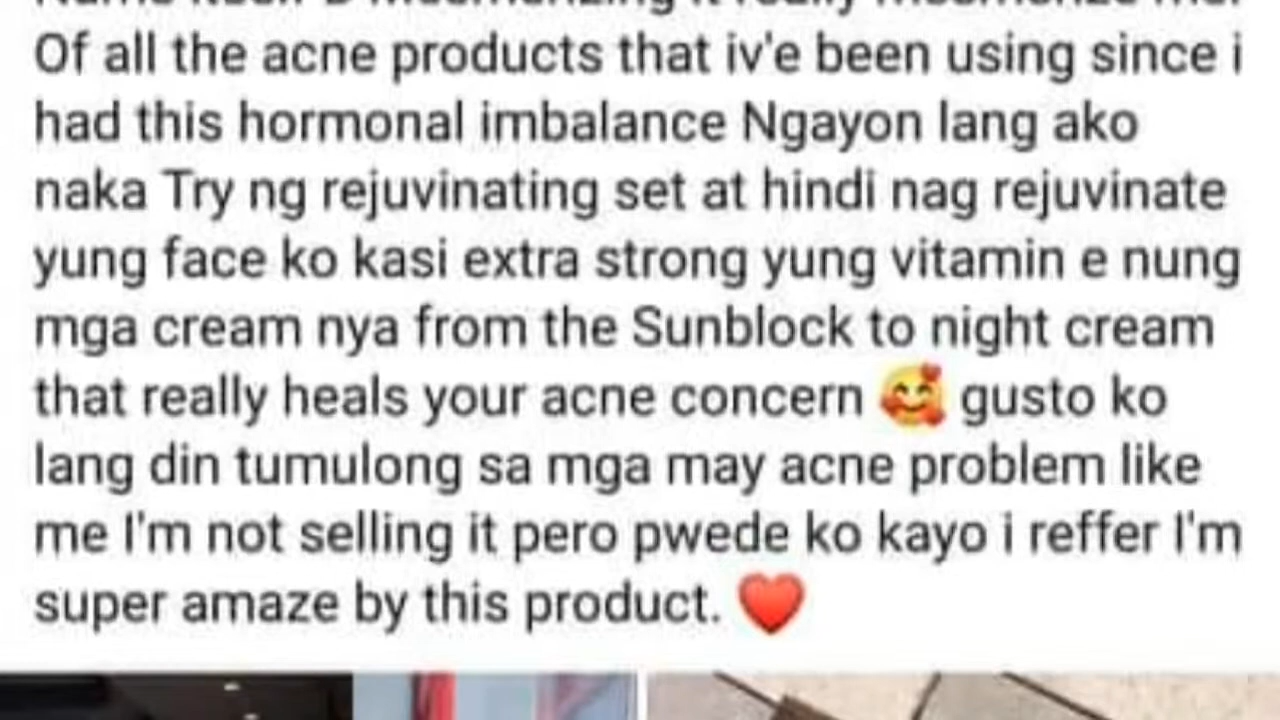 Of all the acne products that iv'e been using since i
had this hormonal imbalance Ngayon lang ako
naka Try ng rejuvinating set at hindi nag rejuvinate
yung face ko kasi extra strong yung vitamin e nung
mga cream nya from the Sunblock to night cream
that really heals your acne concern 🥰 gusto ko
lang din tumulong sa mga may acne problem like
me I'm not selling it pero pwede ko kayo i reffer I'm
super amaze by this product. ❤️